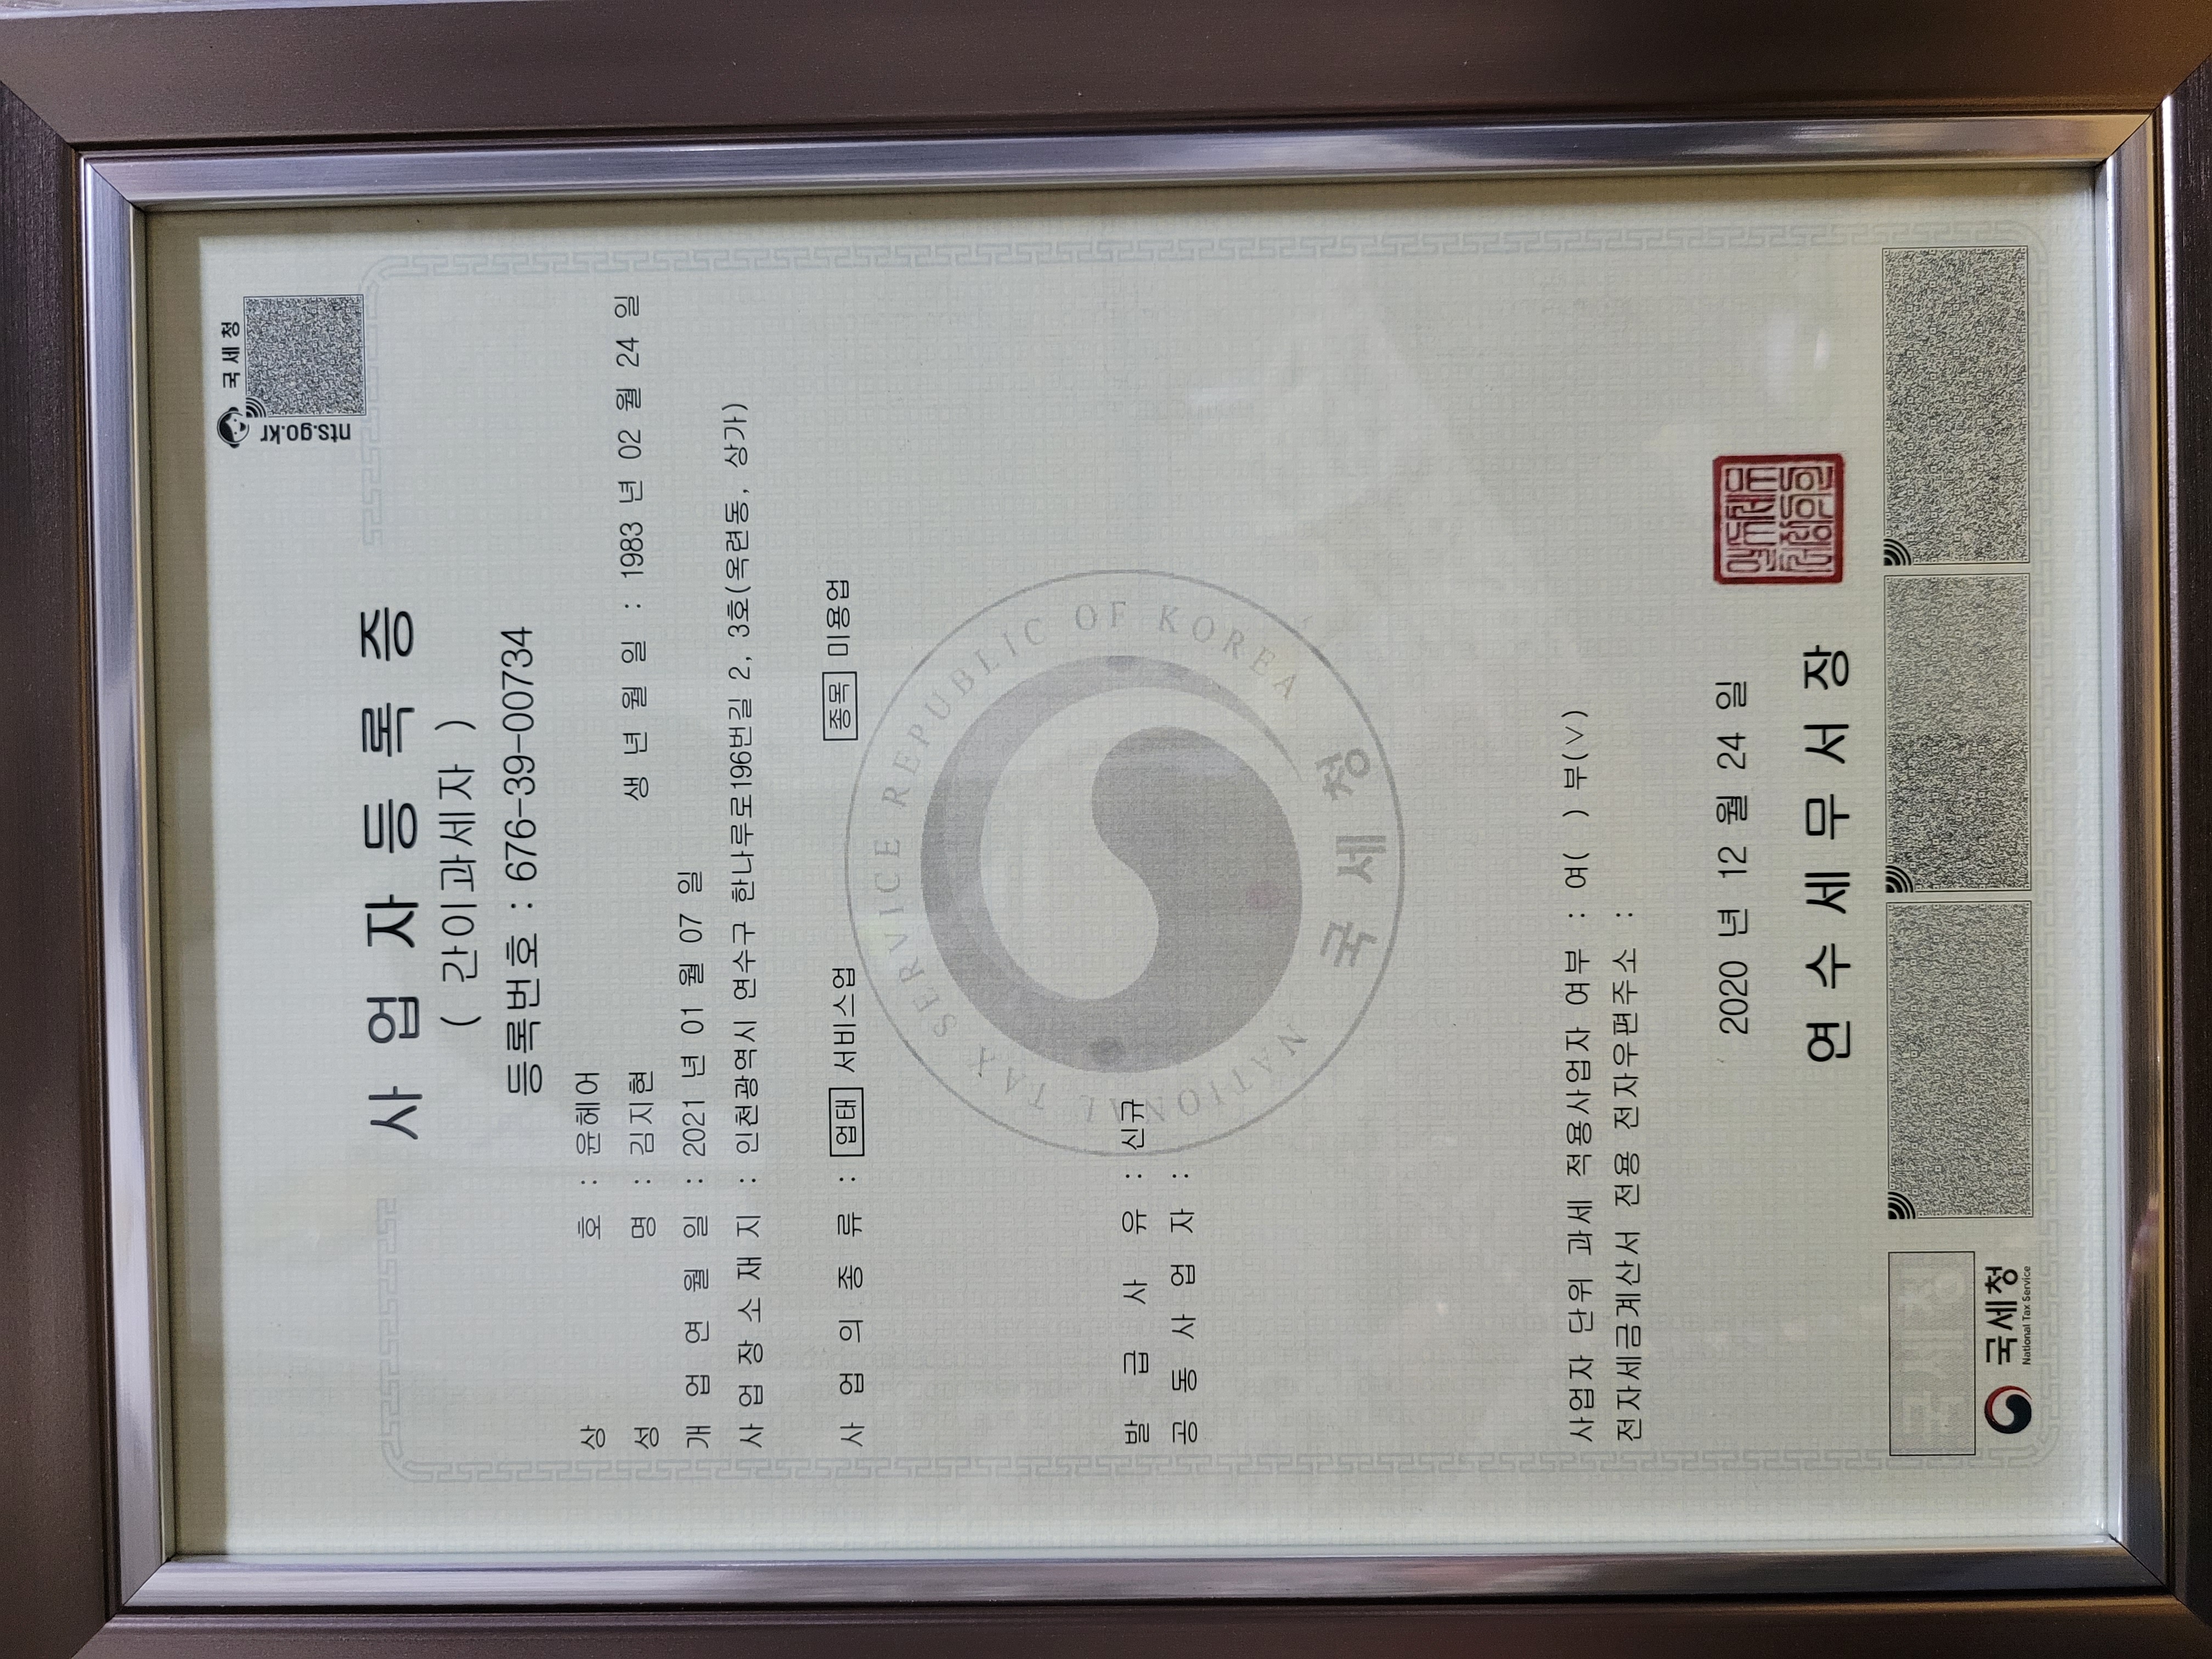 국세청
nts.go.kr
사업자등록증
( 간이과세자 )
등록번호 : 676-39-00734
상 호 : 윤헤어
성 명 : 김지현 생 년 월 일 : 1983 년 02 월 24 일
개 업 연 월 일 : 2021 년 01 월 07 일
사 업 장 소 재 지 : 인천광역시 연수구 한나루로196번길 2, 3호(옥련동, 상가)
사 업 의 종 류 : 업태 서비스업 종목 미용업
NATIONAL TAX SERVICE REPUBLIC OF KOREA
국세청
발 급 사 유 : 신규
공 동 사 업 자 :
사업자 단위 과세 적용사업자 여부 : 여( ) 부(∨)
전자세금계산서 전용 전자우편주소 :
2020 년 12 월 24 일
연 수 세 무 서 장
국세청
국세청
National Tax Service